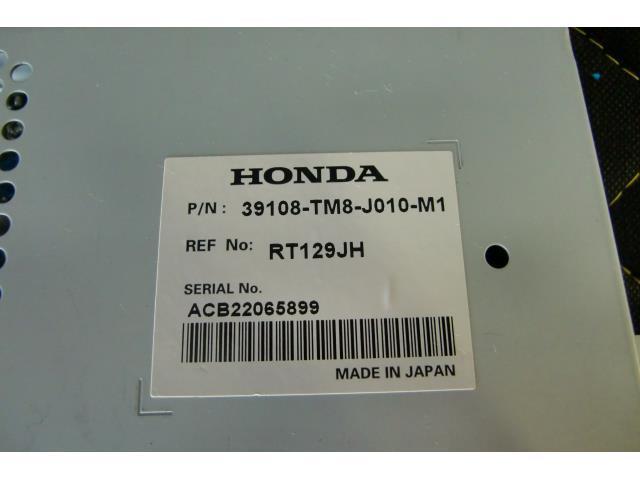 HONDA
P/N: 39108-TM8-J010-M1
REF No: RT129JH
SERIAL No.
ACB22065899
MADE IN JAPAN